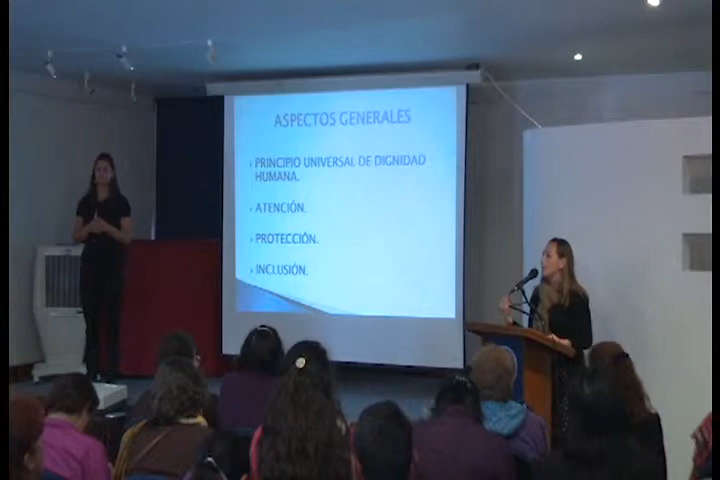 ASPECTOS GENERALES
PRINCIPIO UNIVERSAL DE DIGNIDAD
HUMANA.
ATENCIÓN.
PROTECCIÓN.
INCLUSIÓN.